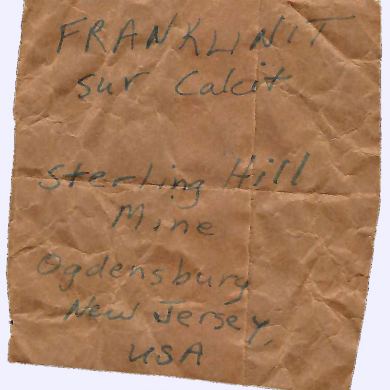 FRANKLINIT
sur Calcit
Sterling Hill
Mine
Ogdensburg
New Jersey,
USA